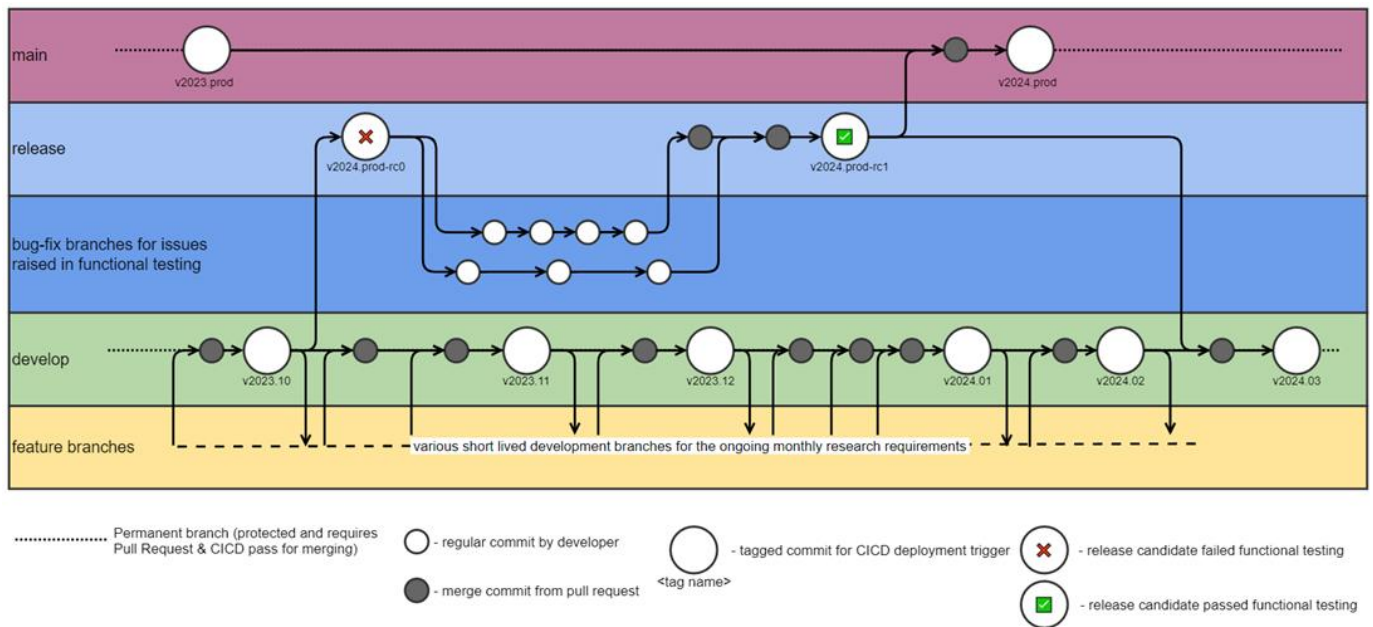 main
v2023.prod
v2024.prod
release
v2024.prod-rc0
v2024.prod-rc1
bug-fix branches for issues
raised in functional testing
develop
v2023.10
v2023.11
v2023.12
v2024.01
v2024.02
v2024.03
feature branches
various short lived development branches for the ongoing monthly research requirements
Permanent branch (protected and requires
Pull Request & CICD pass for merging)
- regular commit by developer
- merge commit from pull request
- tagged commit for CICD deployment trigger
<tag name>
- release candidate failed functional testing
- release candidate passed functional testing